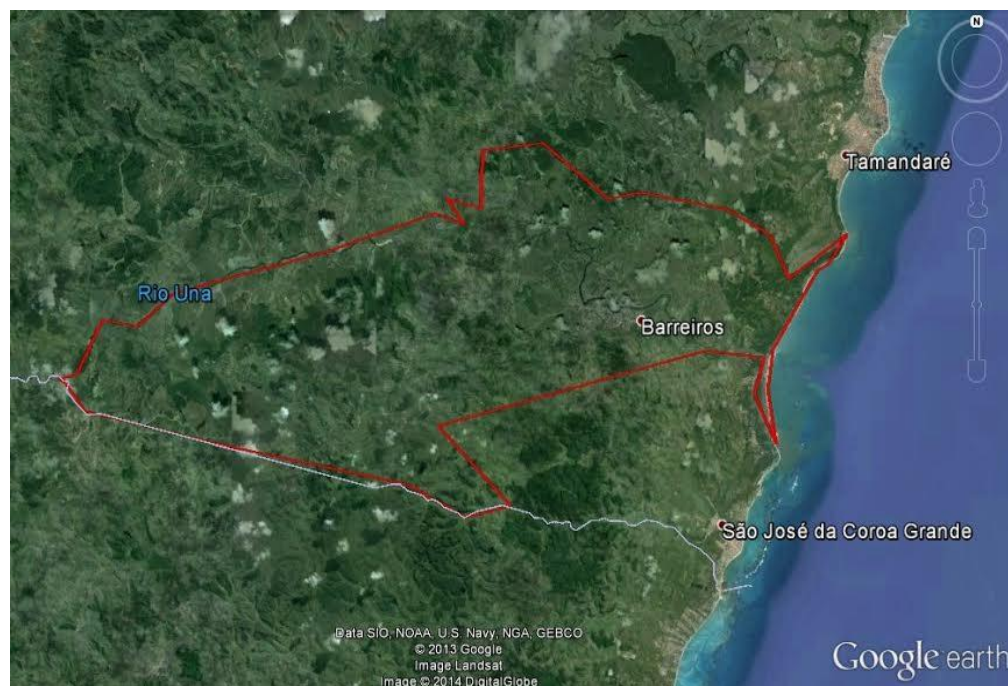 N
Tamandaré
Rio Una
Barreiros
São José da Coroa Grande
Data SIO, NOAA, U.S. Navy, NGA, GEBCO
© 2013 Google
Image Landsat
Image © 2014 DigitalGlobe
Google earth